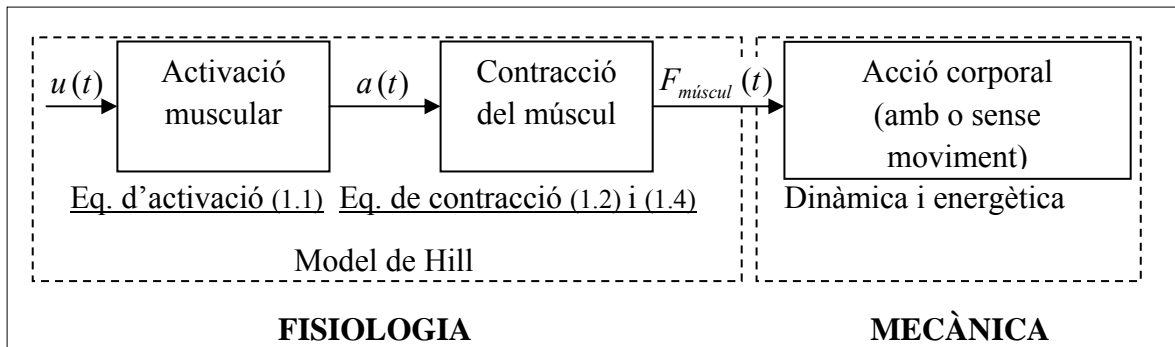 u(t)
Activació
muscular
a(t)
Contracció
del múscul
F_múscul (t)
Acció corporal
(amb o sense
moviment)
Eq. d'activació (1.1)
Eq. de contracció (1.2) i (1.4)
Dinàmica i energètica
Model de Hill
FISIOLOGIA
MECÀNICA